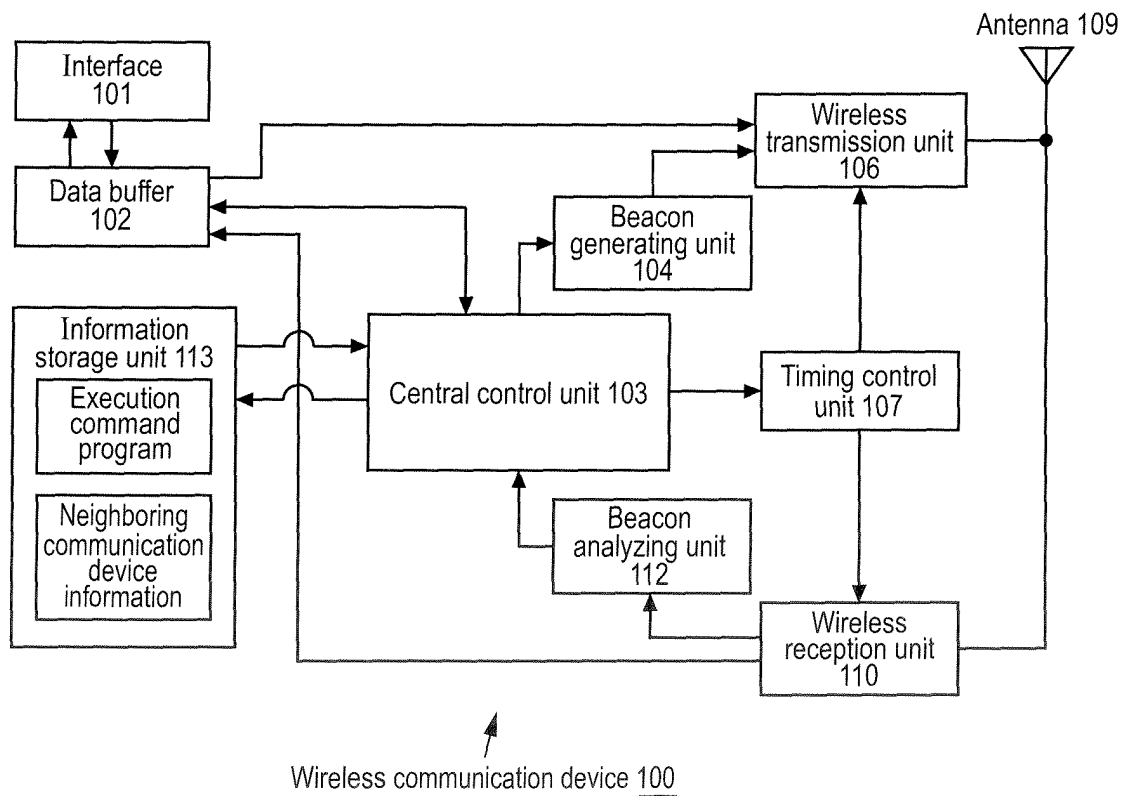 Antenna 109
Interface
101
Wireless
transmission unit
106
Data buffer
102
Beacon
generating unit
104
Information
storage unit 113
Execution
command
program
Neighboring
communication
device
information
Central control unit 103
Timing control
unit 107
Beacon
analyzing unit
112
Wireless
reception unit
110
Wireless communication device 100